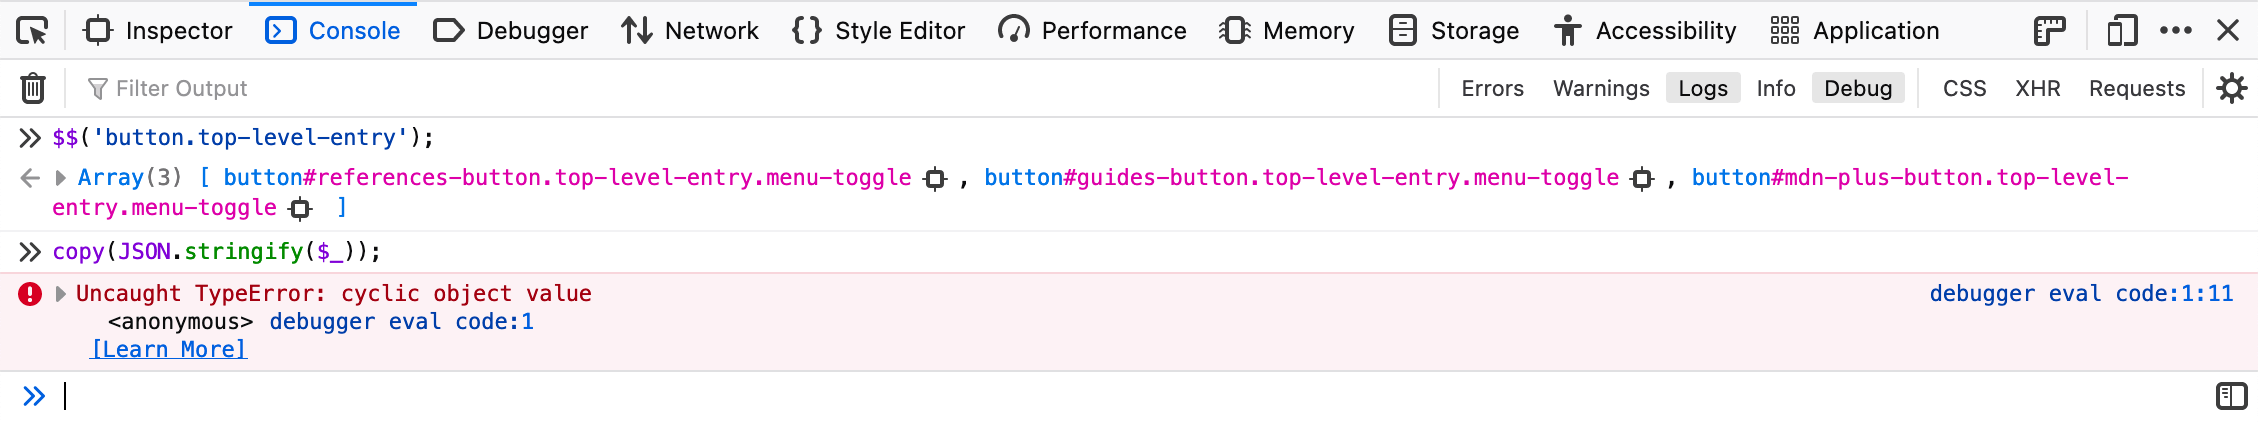 Inspector Console Debugger Network Style Editor Performance Memory Storage Accessibility Application
Filter Output Errors Warnings Logs Info Debug CSS XHR Requests
$$('button.top-level-entry');
Array(3) [ button#references-button.top-level-entry.menu-toggle , button#guides-button.top-level-entry.menu-toggle , button#mdn-plus-button.top-level-
entry.menu-toggle ]
copy(JSON.stringify($_));
Uncaught TypeError: cyclic object value debugger eval code:1:11
<anonymous> debugger eval code:1
[Learn More]